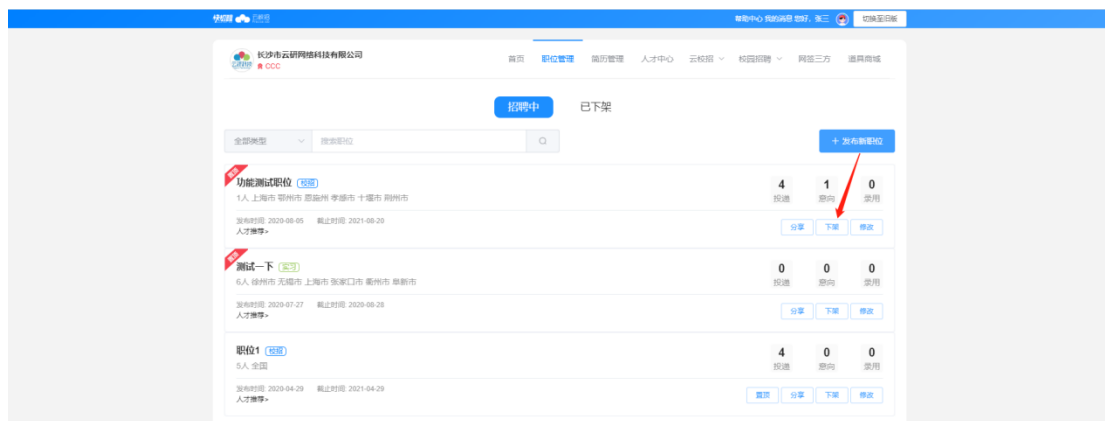 快校园 云校招 帮助中心 我的消息 您好，张三 切换至旧版
长沙市云研网络科技有限公司
CCC
首页 职位管理 简历管理 人才中心 云校招 校园招聘 网签三方 道具商城
招聘中 已下架
全部类型 搜索职位 + 发布新职位
功能测试职位 校招 4 1 0
1人 上海市 鄂州市 恩施州 孝感市 十堰市 荆州市 投递 意向 录用
发布时间: 2020-08-05 截止时间: 2021-08-20 分享 下架 修改
人才推荐>
测试一下 实习 0 0 0
6人 徐州市 无锡市 上海市 张家口市 衢州市 阜新市 投递 意向 录用
发布时间: 2020-07-27 截止时间: 2020-08-28 分享 下架 修改
人才推荐>
职位1 校招 4 0 0
5人 全国 投递 意向 录用
发布时间: 2020-04-29 截止时间: 2021-04-29 置顶 分享 下架 修改
人才推荐>